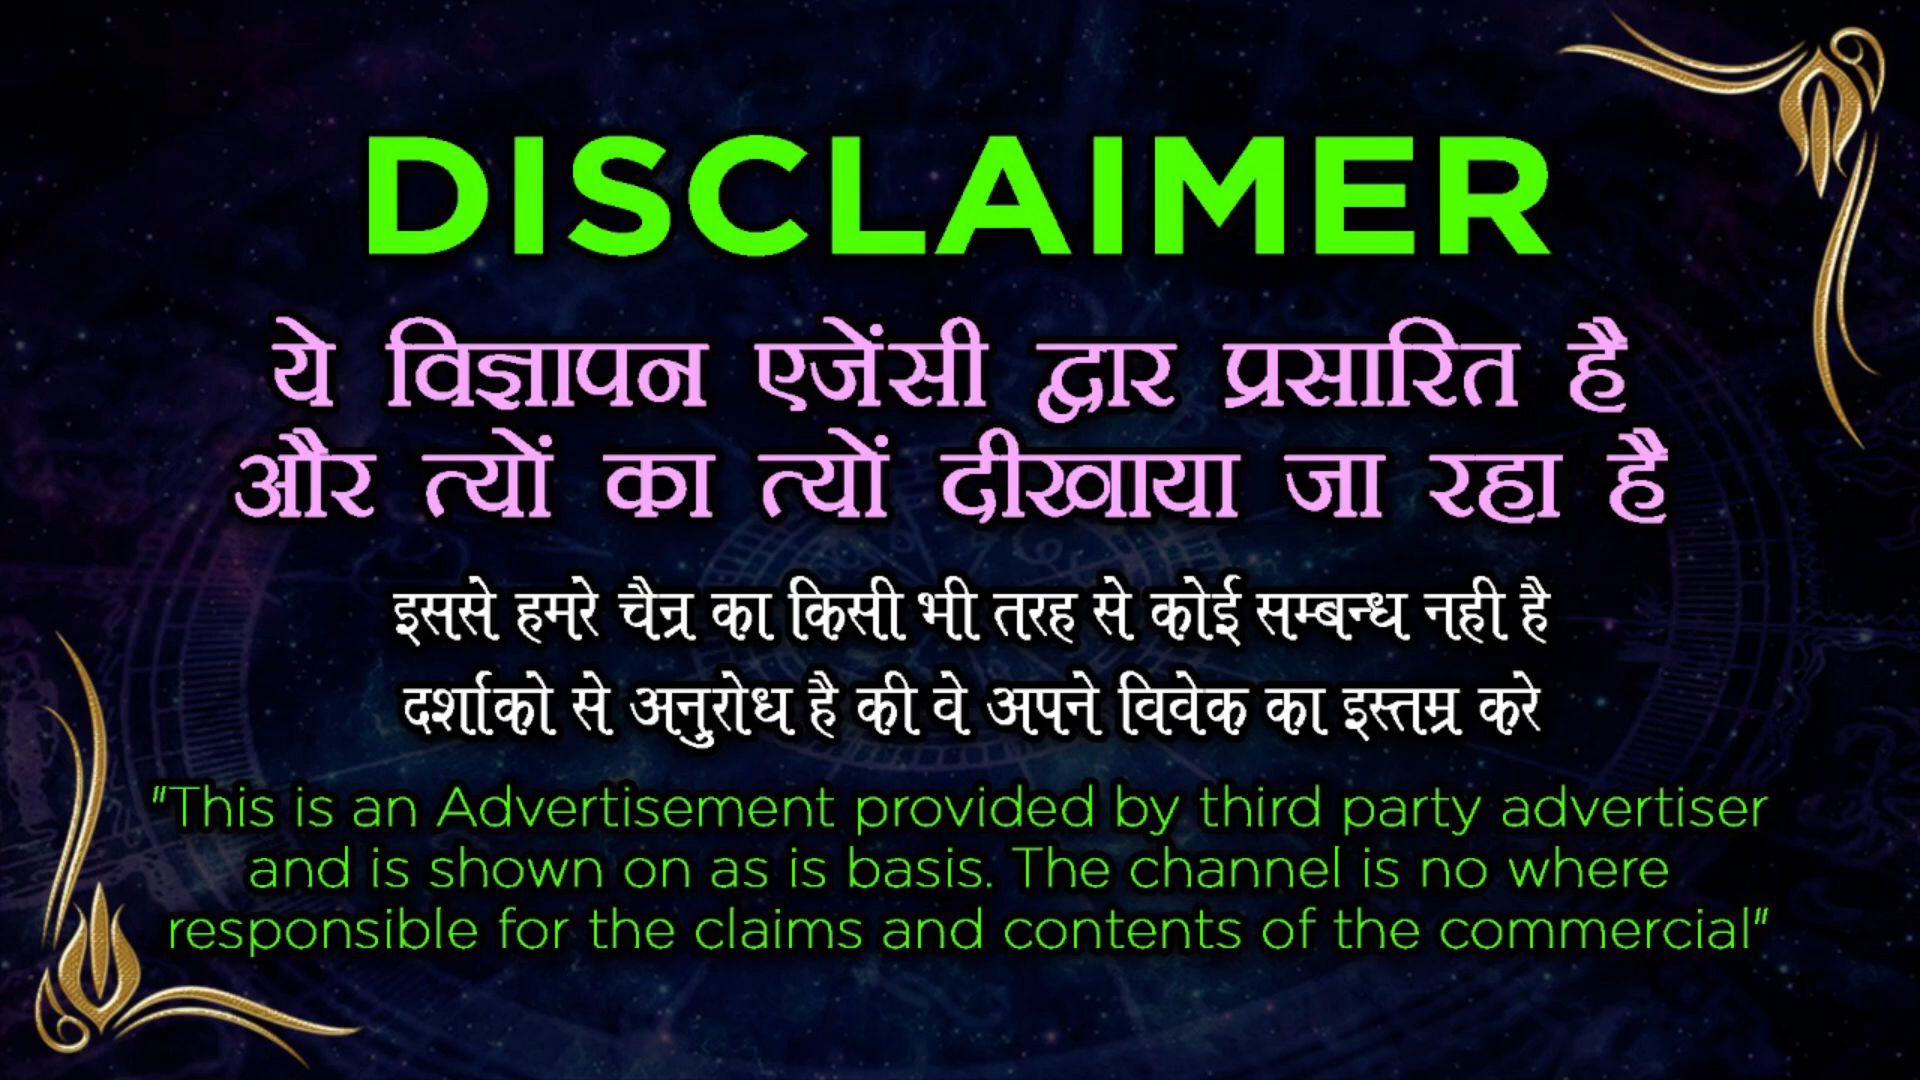 DISCLAIMER
ये विज्ञापन एजेंसी द्वार प्रसारित है
और त्यों का त्यों दीखाया जा रहा है
इससे हमरे चैन्र का किसी भी तरह से कोई सम्बन्ध नही है
दर्शाको से अनुरोध है की वे अपने विवेक का इस्तम्र करे
"This is an Advertisement provided by third party advertiser
and is shown on as is basis. The channel is no where
responsible for the claims and contents of the commercial"